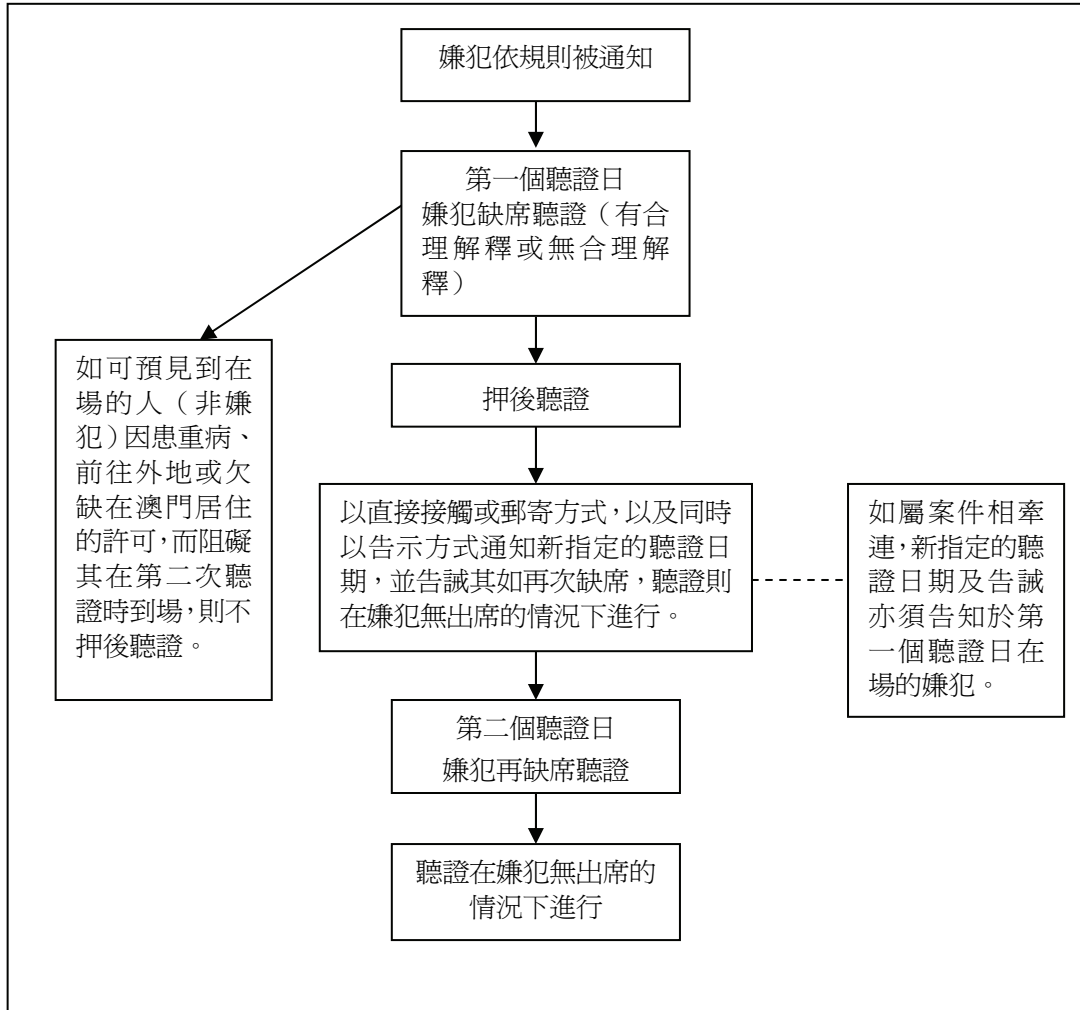 嫌犯依規則被通知
第一個聽證日
嫌犯缺席聽證（有合
理解釋或無合理解
釋）
如可預見到在
場的人（非嫌
犯）因患重病、
前往外地或欠
缺在澳門居住
的許可，而阻礙
其在第二次聽
證時到場，則不
押後聽證。
押後聽證
以直接接觸或郵寄方式，以及同時
以告示方式通知新指定的聽證日
期，並告誡其如再次缺席，聽證則
在嫌犯無出席的情況下進行。
如屬案件相牽
連，新指定的聽
證日期及告誡
亦須告知於第
一個聽證日在
場的嫌犯。
第二個聽證日
嫌犯再缺席聽證
聽證在嫌犯無出席的
情況下進行